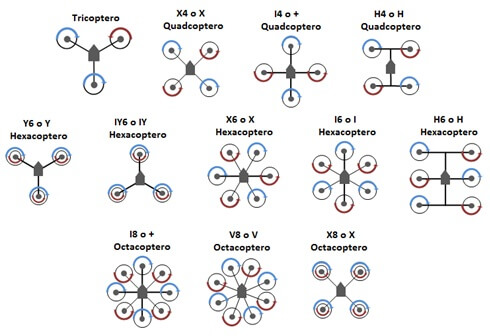 Tricoptero
X4 o X
Quadcoptero
I4 o +
Quadcoptero
H4 o H
Quadcoptero
Y6 o Y
Hexacoptero
IY6 o IY
Hexacoptero
X6 o X
Hexacoptero
I6 o I
Hexacoptero
H6 o H
Hexacoptero
I8 o +
Octacoptero
V8 o V
Octacoptero
X8 o X
Octacoptero